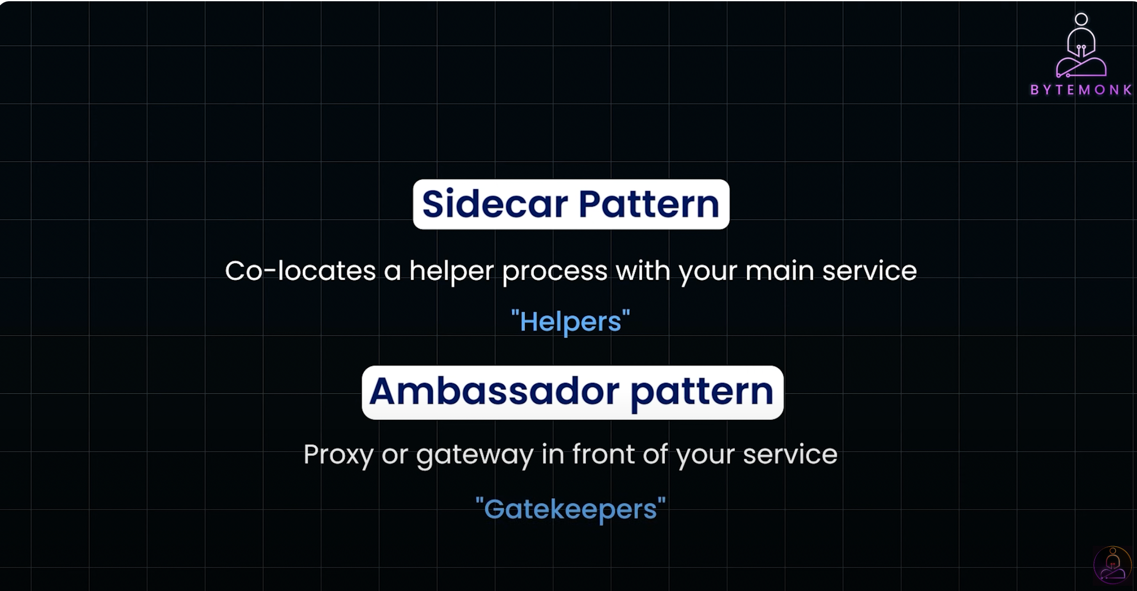 BYTEMONK
Sidecar Pattern
Co-locates a helper process with your main service
"Helpers"
Ambassador pattern
Proxy or gateway in front of your service
"Gatekeepers"